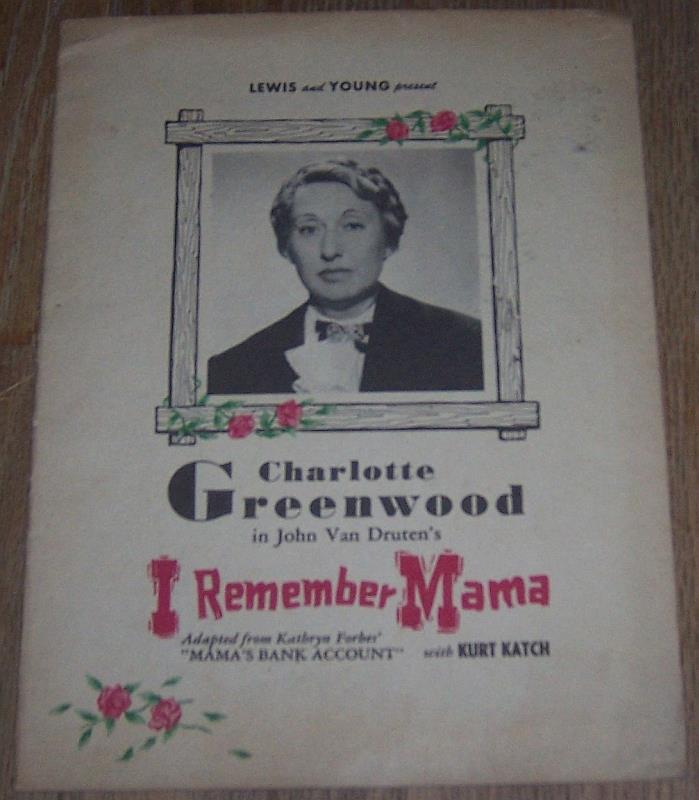 LEWIS and YOUNG present
Charlotte
Greenwood
in John Van Druten's
I Remember Mama
Adapted from Kathryn Forbes'
"MAMA'S BANK ACCOUNT" with KURT KATCH